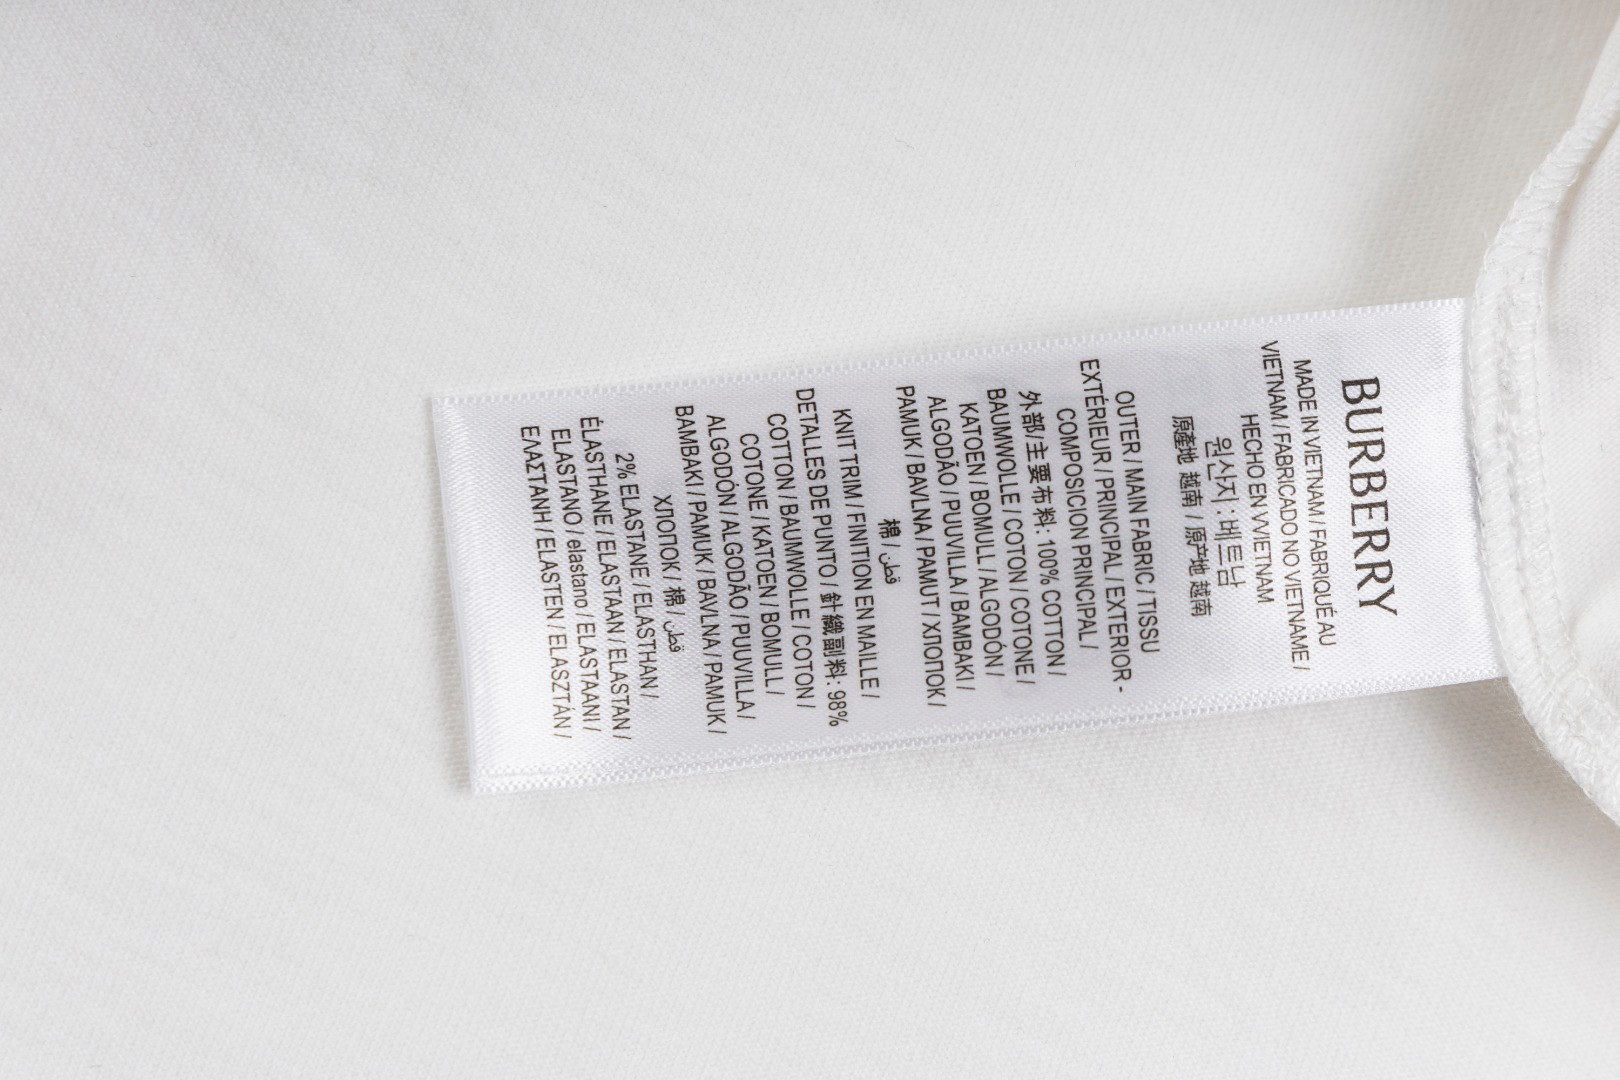 BURBERRY
MADE IN VIETNAM / FABRIQUÉ AU
VIETNAM / FABRICADO NO VIETNAME /
HECHO EN VVIETNAM
원산지 : 베트남
原產地 越南 / 原产地 越南
OUTER / MAIN FABRIC / TISSU
EXTÉRIEUR / PRINCIPAL / EXTERIOR -
COMPOSICION PRINCIPAL /
外部/主要布料: 100% COTTON /
BAUMWOLLE / COTON / COTONE /
KATOEN / BOMULL / ALGODÓN /
ALGODÃO / PUUVILLA / BAMBAKI /
PAMUK / BAVLNA / PAMUT / ХЛОПОК /
棉 / قطن
KNIT TRIM / FINITION EN MAILLE /
DETALLES DE PUNTO / 針織副料: 98%
COTTON / BAUMWOLLE / COTON /
COTONE / KATOEN / BOMULL /
ALGODÓN / ALGODÃO / PUUVILLA /
BAMBAKI / PAMUK / BAVLNA / PAMUK /
ХЛОПОК / 棉 / قطن
2% ELASTANE / ELASTHAN /
ÉLASTHANE / ELASTAAN / ELASTAN /
ELASTANO / elastano / ELASTAANI /
ΕΛΑΣΤΑΝΗ / ELASTEN / ELASZTÁN /